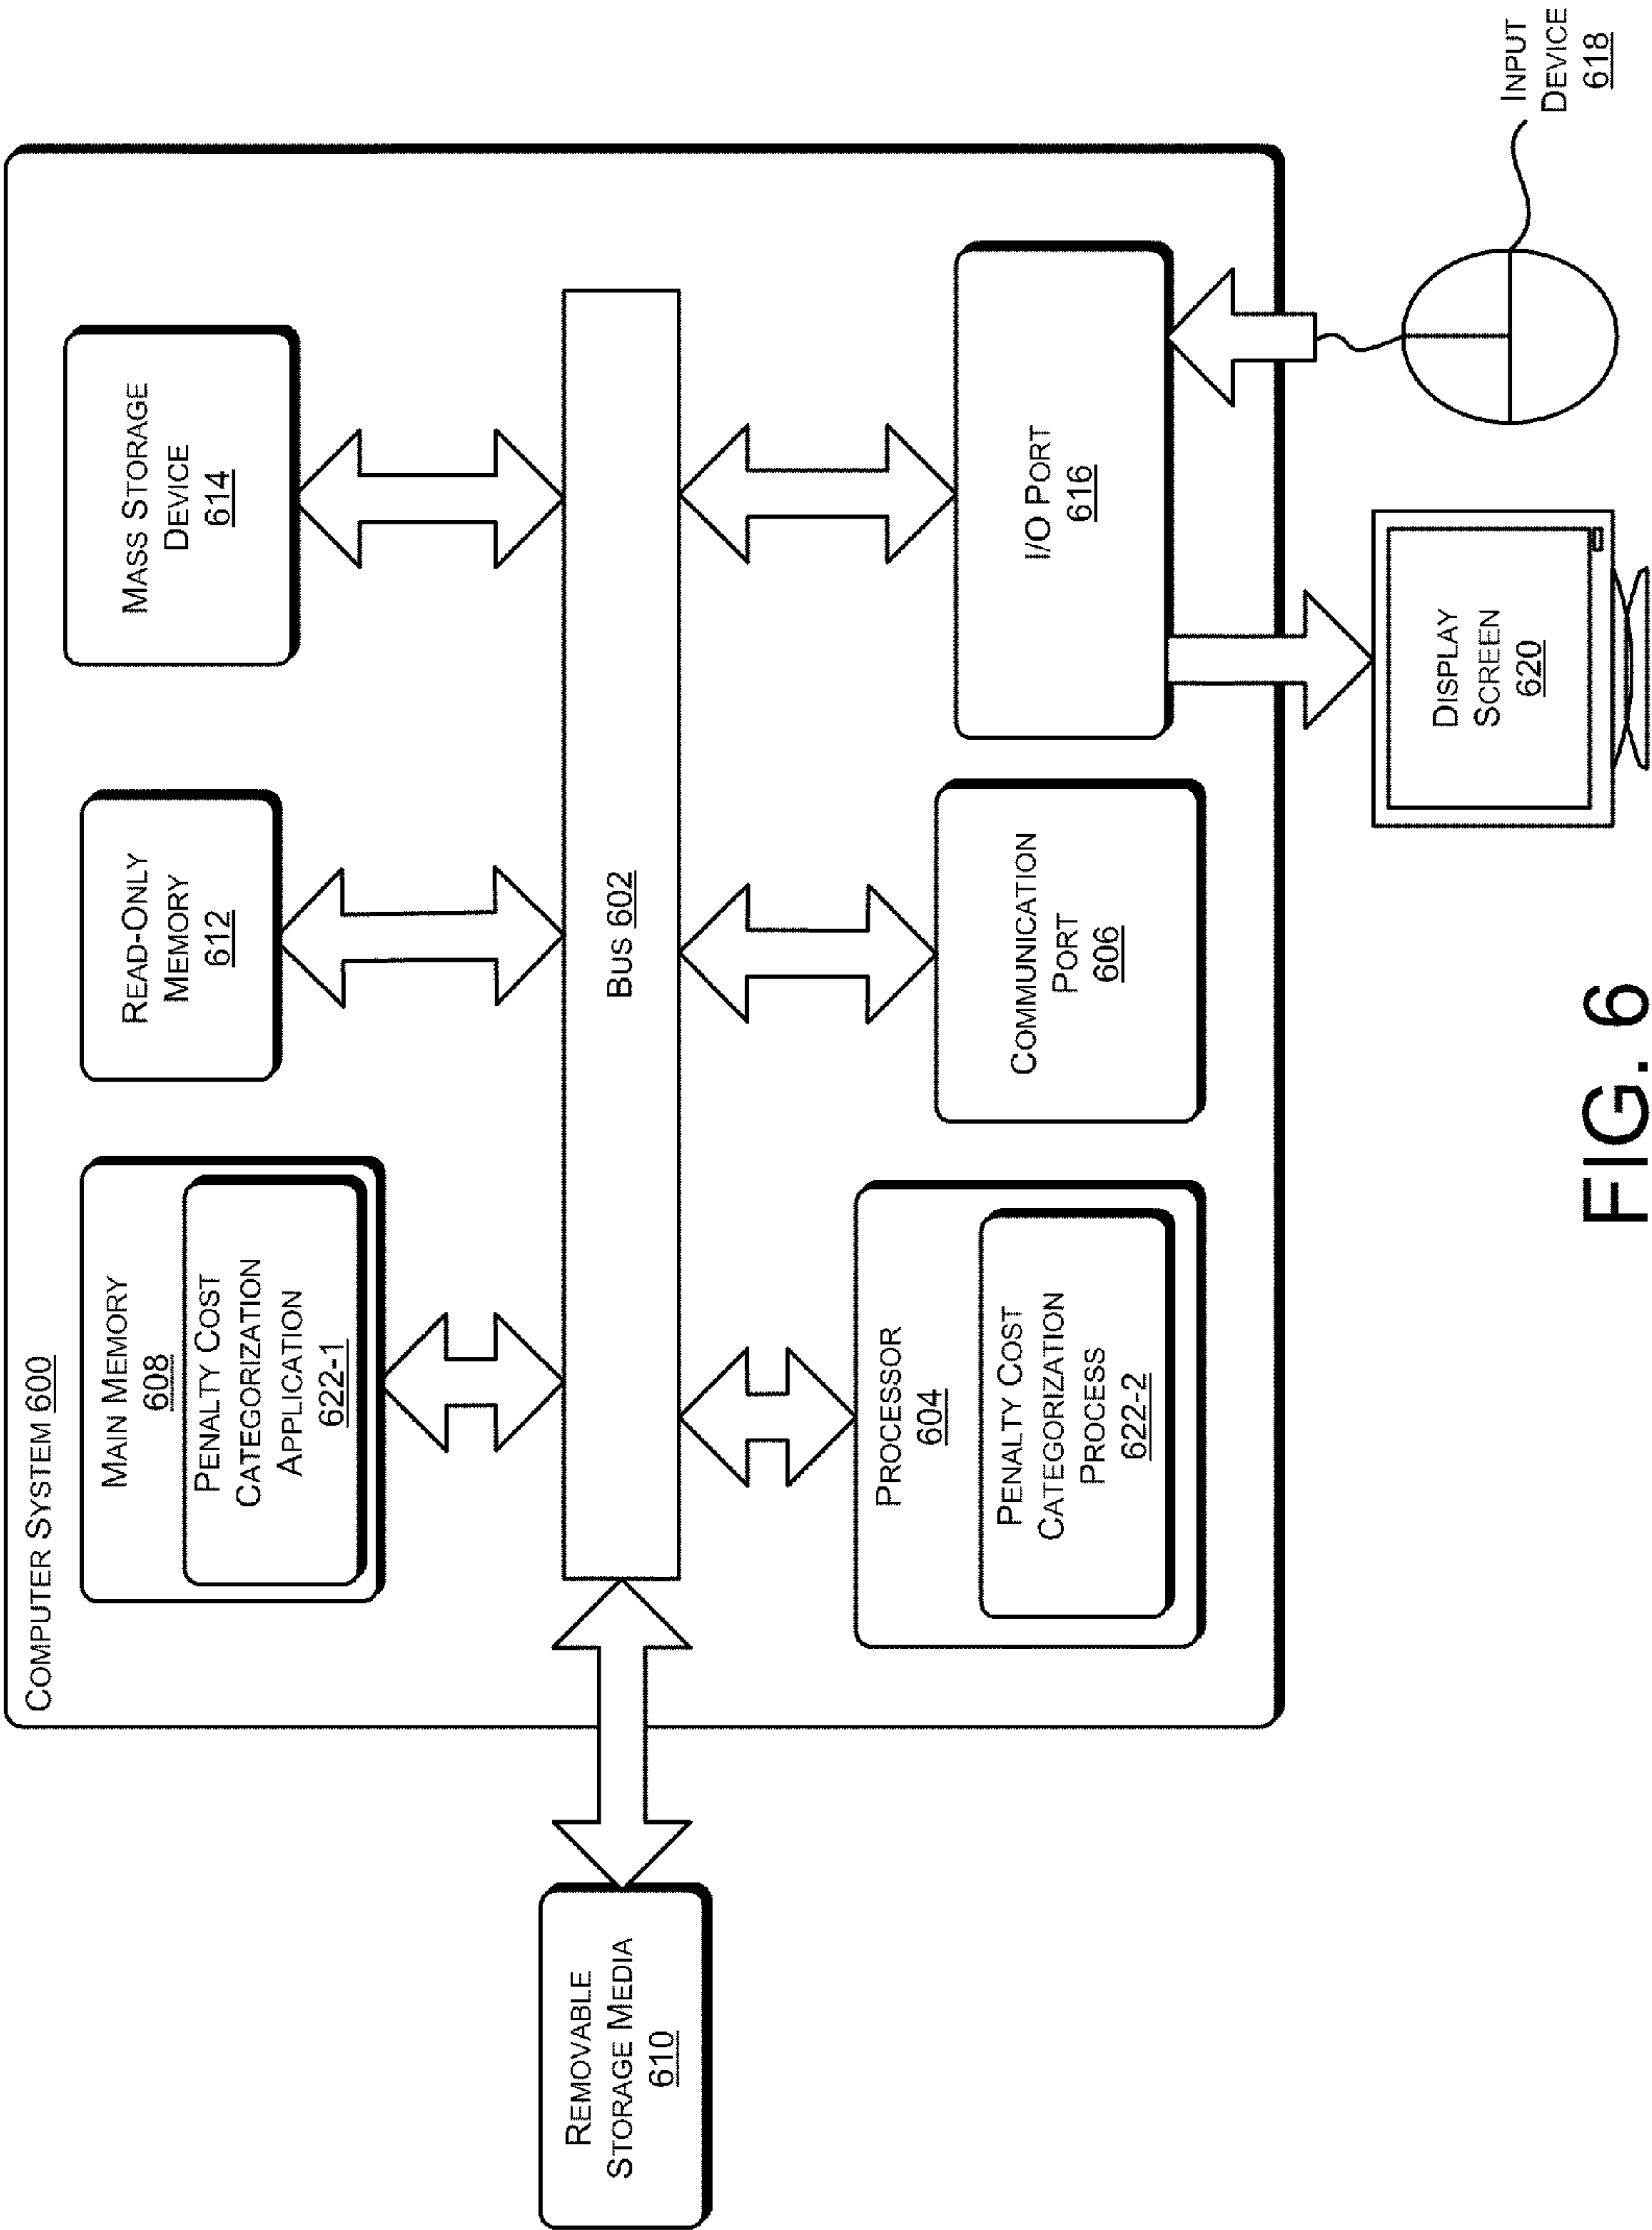 COMPUTER SYSTEM 600
MAIN MEMORY
608
PENALTY COST
CATEGORIZATION
APPLICATION
622-1
READ-ONLY
MEMORY
612
MASS STORAGE
DEVICE
614
REMOVABLE
STORAGE MEDIA
610
BUS 602
PROCESSOR
604
PENALTY COST
CATEGORIZATION
PROCESS
622-2
COMMUNICATION
PORT
606
I/O PORT
616
DISPLAY
SCREEN
620
INPUT
DEVICE
618
FIG. 6